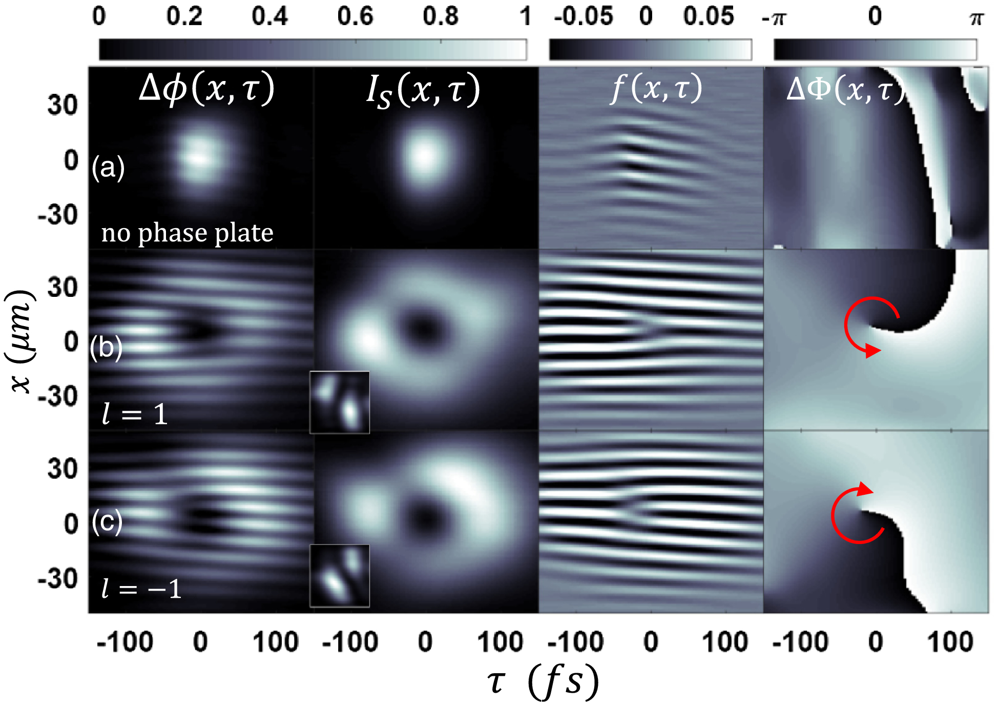 0 0.2 0.4 0.6 0.8 1 -0.05 0 0.05 -π 0 π
Δϕ(x, τ) I_S(x, τ) f(x, τ) ΔΦ(x, τ)
30
0
-30
(a)
no phase plate
30
0
-30
(b)
l = 1
30
0
-30
(c)
l = −1
x (μm)
-100 0 100 -100 0 100 -100 0 100 -100 0 100
τ (fs)